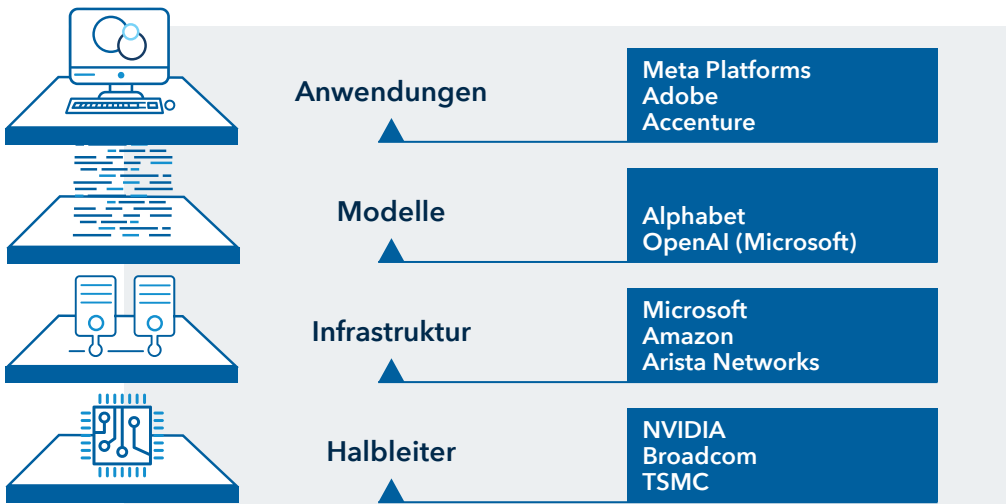 Anwendungen
Meta Platforms
Adobe
Accenture
Modelle
Alphabet
OpenAI (Microsoft)
Infrastruktur
Microsoft
Amazon
Arista Networks
Halbleiter
NVIDIA
Broadcom
TSMC